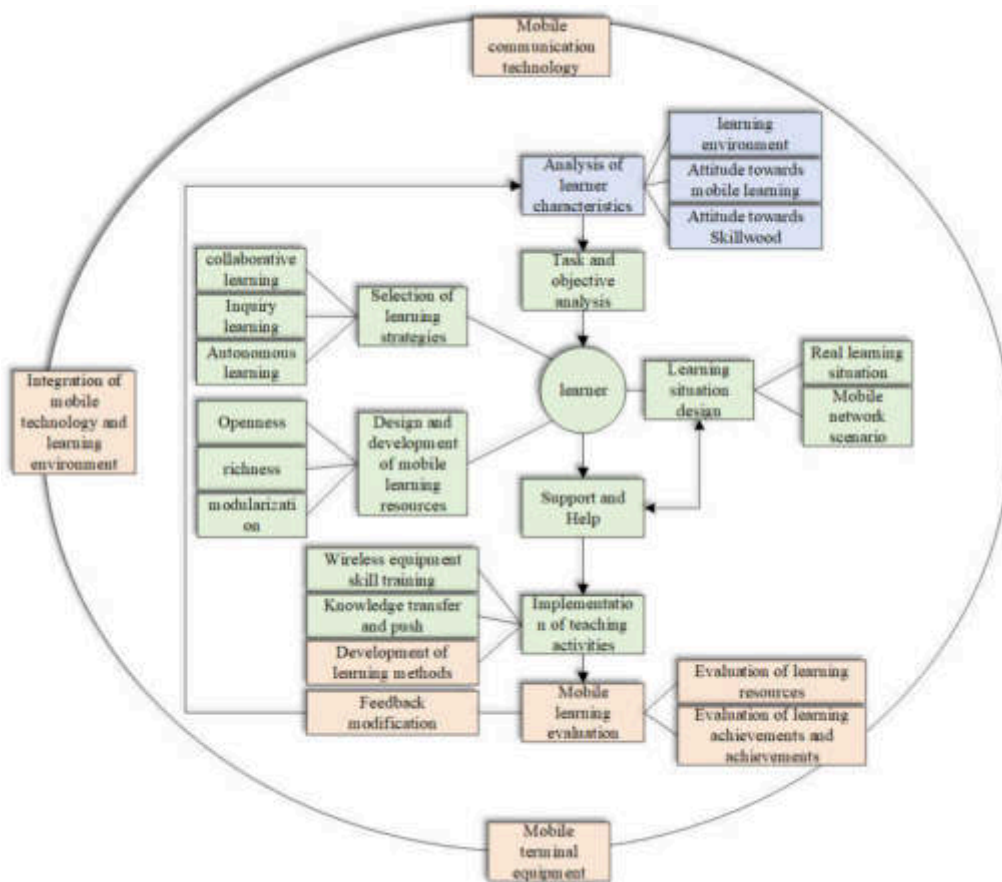 Mobile
communication
technology
learning
environment
Analysis of
learner
characteristics
Attitude towards
mobile learning
Attitude towards
Skillwood
collaborative
learning
Inquiry
learning
Autonomous
learning
Selection of
learning
strategies
Task and
objective
analysis
learner
Learning
situation
design
Real learning
situation
Mobile
network
scenario
Integration of
mobile
technology and
learning
environment
Openness
richness
modularizati
on
Design and
development
of mobile
learning
resources
Support and
Help
Wireless equipment
skill training
Knowledge transfer
and push
Development of
learning methods
Implementatio
n of teaching
activities
Feedback
modification
Mobile
learning
evaluation
Evaluation of learning
resources
Evaluation of learning
achievements and
achievements
Mobile
terminal
equipment